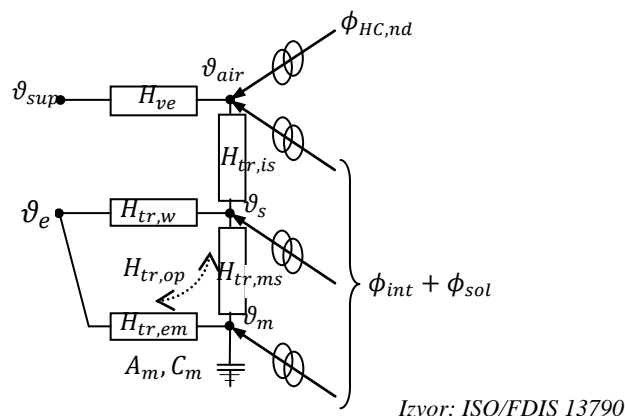 ϕ_{HC,nd}
ϑ_{air}
ϑ_{sup}
H_{ve}
H_{tr,is}
ϑ_e
H_{tr,w}
ϑ_s
H_{tr,op}
H_{tr,ms}
ϕ_{int} + ϕ_{sol}
H_{tr,em}
ϑ_m
A_m, C_m
Izvor: ISO/FDIS 13790